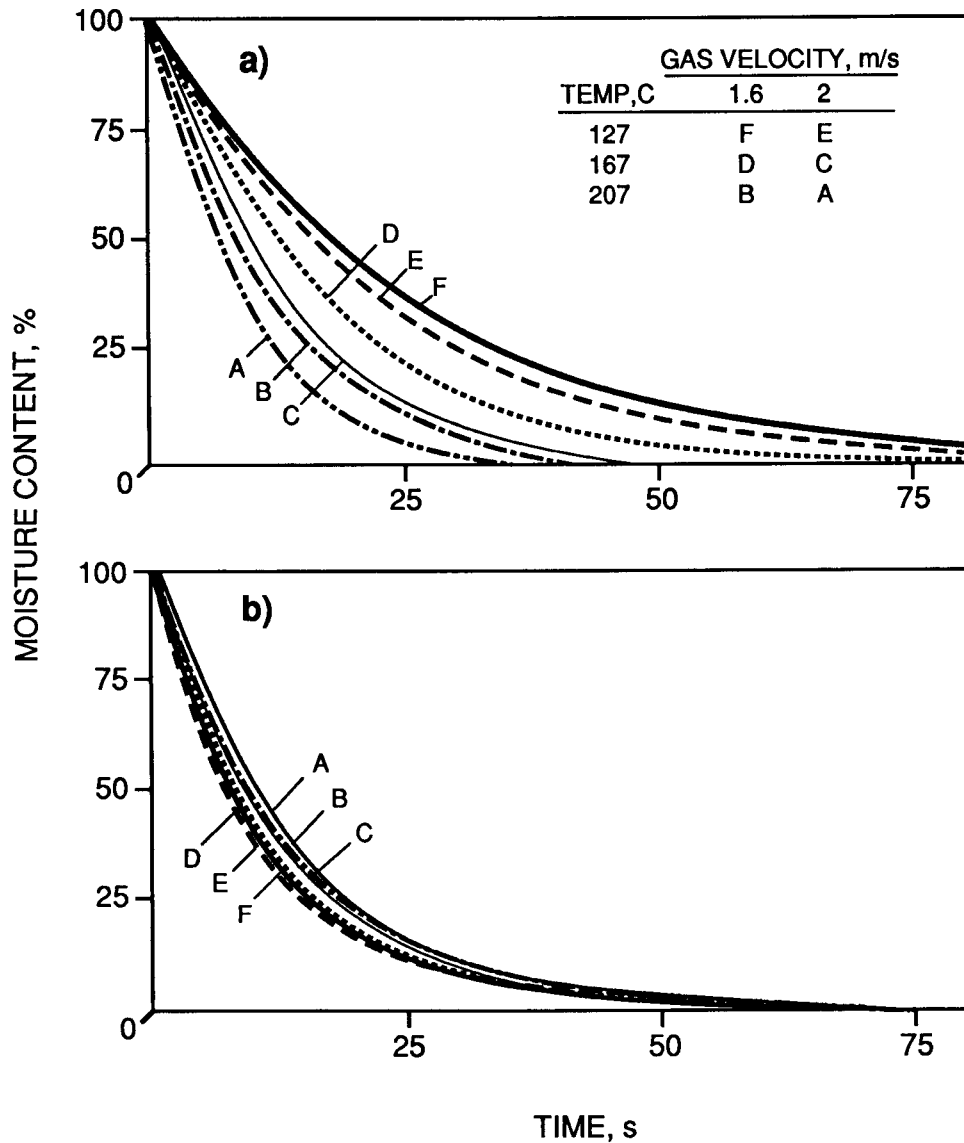 100
a)
GAS VELOCITY, m/s
TEMP,C 1.6 2
127 F E
167 D C
207 B A
75
50
D
E
F
25
A
B
C
0
25 50 75
MOISTURE CONTENT, %
100
b)
75
A
50
B
C
D
E
25
F
0
25 50 75
TIME, s